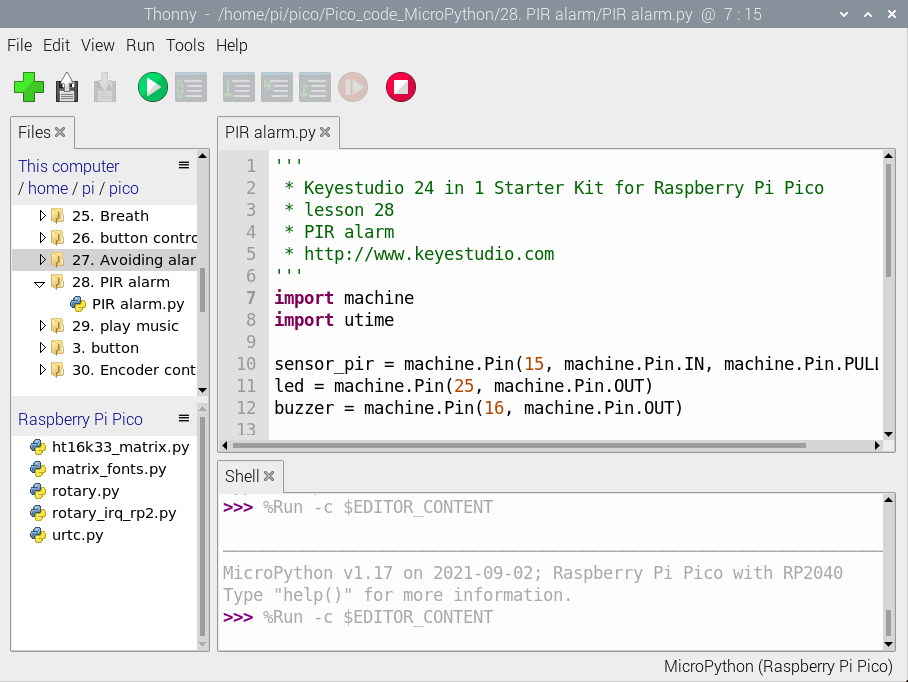 Thonny - /home/pi/pico/Pico_code_MicroPython/28. PIR alarm/PIR alarm.py @ 7 : 15
File Edit View Run Tools Help
Files
This computer
/ home / pi / pico
25. Breath
26. button contro
27. Avoiding alar
28. PIR alarm
PIR alarm.py
29. play music
3. button
30. Encoder cont
Raspberry Pi Pico
ht16k33_matrix.py
matrix_fonts.py
rotary.py
rotary_irq_rp2.py
urtc.py
PIR alarm.py
1 '''
2 * Keyestudio 24 in 1 Starter Kit for Raspberry Pi Pico
3 * lesson 28
4 * PIR alarm
5 * http://www.keyestudio.com
6 '''
7 import machine
8 import utime
9
10 sensor_pir = machine.Pin(15, machine.Pin.IN, machine.Pin.PULL
11 led = machine.Pin(25, machine.Pin.OUT)
12 buzzer = machine.Pin(16, machine.Pin.OUT)
13
Shell
>>> %Run -c $EDITOR_CONTENT
MicroPython v1.17 on 2021-09-02; Raspberry Pi Pico with RP2040
Type "help()" for more information.
>>> %Run -c $EDITOR_CONTENT
MicroPython (Raspberry Pi Pico)